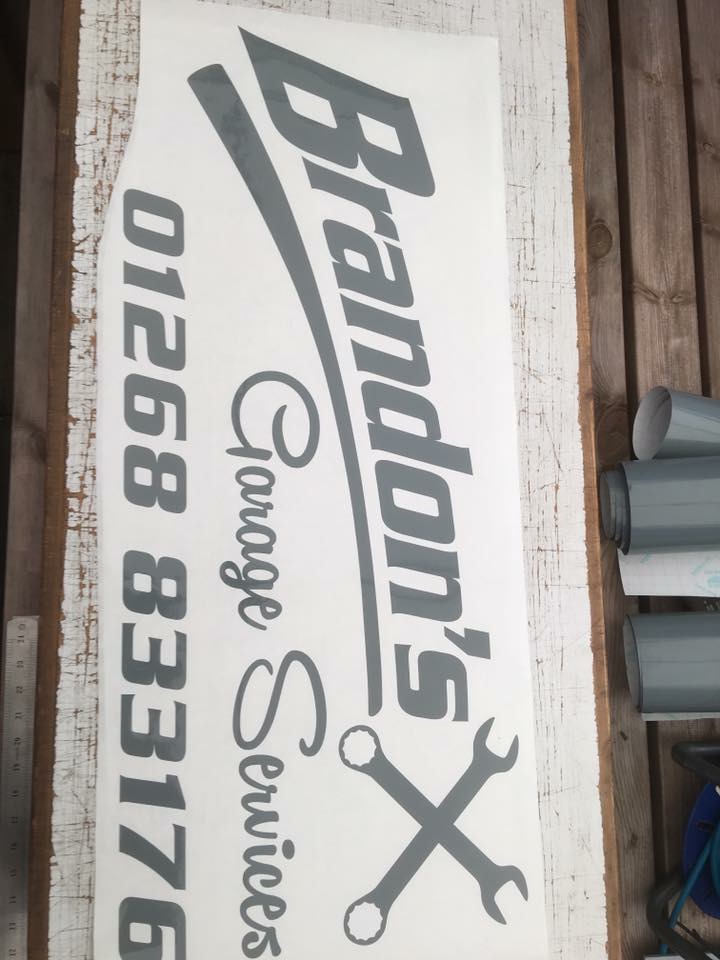 Brandon's
Garage Services
01268 833176